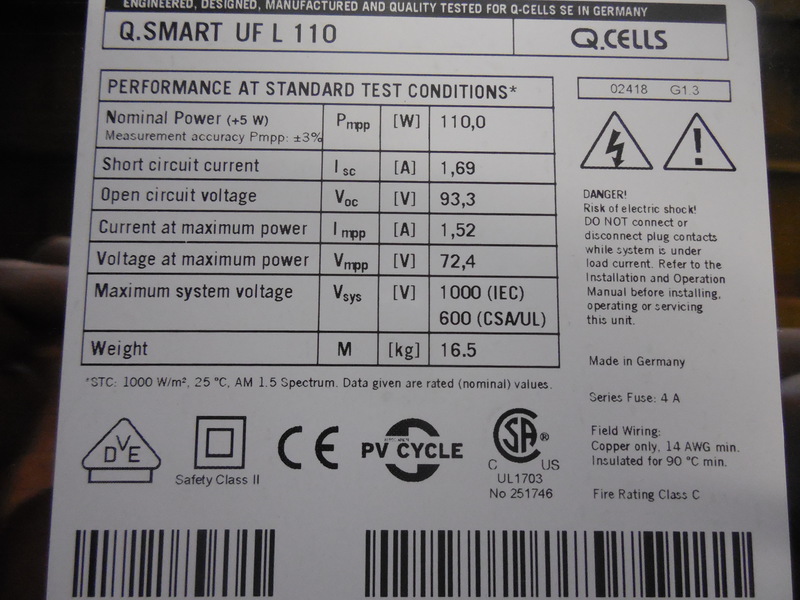 ENGINEERED, DESIGNED, MANUFACTURED AND QUALITY TESTED FOR Q-CELLS SE IN GERMANY
Q.SMART UF L 110
Q.CELLS
PERFORMANCE AT STANDARD TEST CONDITIONS*
Nominal Power (+5 W)
Measurement accuracy Pmpp: ±3%
Pmpp [W] 110,0
Short circuit current Isc [A] 1,69
Open circuit voltage Voc [V] 93,3
Current at maximum power Impp [A] 1,52
Voltage at maximum power Vmpp [V] 72,4
Maximum system voltage Vsys [V] 1000 (IEC)
600 (CSA/UL)
Weight M [kg] 16.5
*STC: 1000 W/m², 25 °C, AM 1.5 Spectrum. Data given are rated (nominal) values.
02418 G1.3
DANGER!
Risk of electric shock!
DO NOT connect or
disconnect plug contacts
while system is under
load current. Refer to the
Installation and Operation
Manual before installing,
operating or servicing
this unit.
Made in Germany
Series Fuse: 4 A
Field Wiring:
Copper only, 14 AWG min.
Insulated for 90 °C min.
Fire Rating Class C
DVE
Safety Class II
CE
PV CYCLE
SA®
C US
UL1703
No 251746